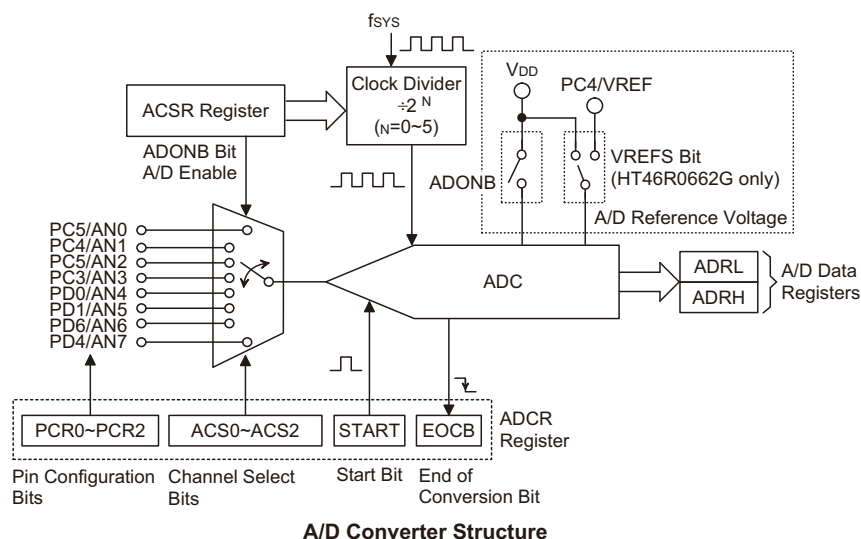 fSYS
Clock Divider
÷2 N
(N=0~5)
ACSR Register
ADONB Bit
A/D Enable
VDD
PC4/VREF
ADONB
VREFS Bit
(HT46R0662G only)
A/D Reference Voltage
PC5/AN0
PC4/AN1
PC5/AN2
PC3/AN3
PD0/AN4
PD1/AN5
PD6/AN6
PD4/AN7
ADC
ADRL
ADRH
A/D Data
Registers
PCR0~PCR2
ACS0~ACS2
START
EOCB
ADCR
Register
Pin Configuration
Bits
Channel Select
Bits
Start Bit
End of
Conversion Bit
A/D Converter Structure